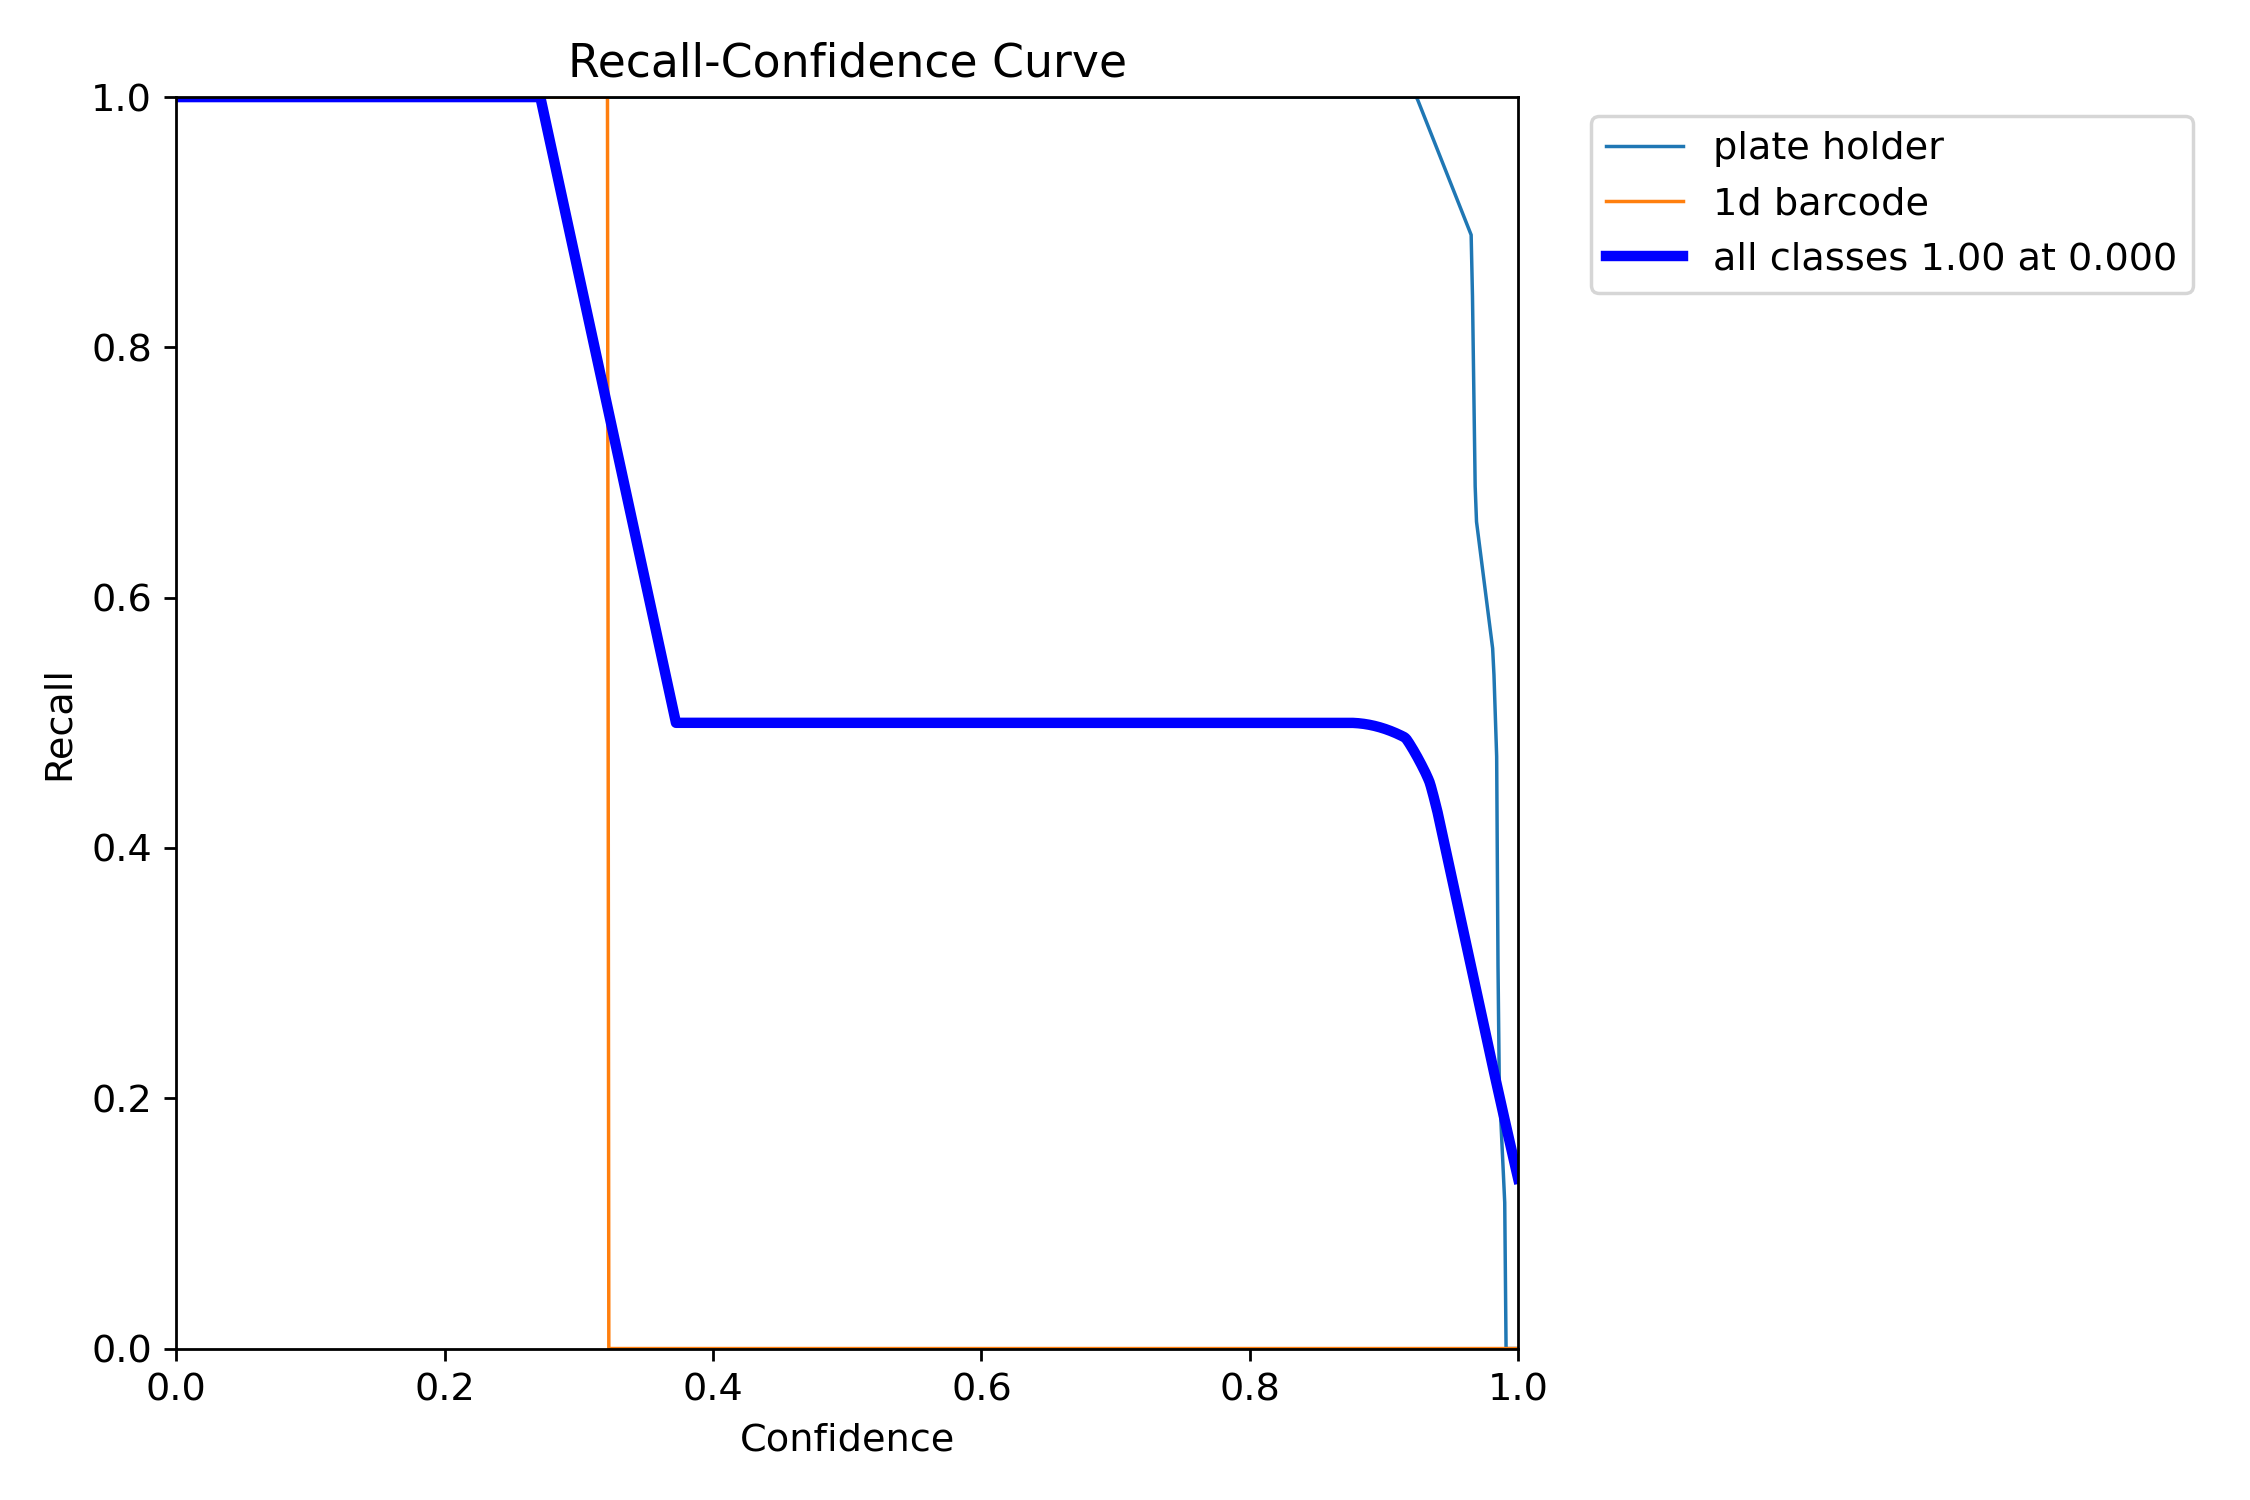 Recall-Confidence Curve
1.0
0.8
0.6
0.4
0.2
0.0
Recall
0.0 0.2 0.4 0.6 0.8 1.0
Confidence
plate holder
1d barcode
all classes 1.00 at 0.000